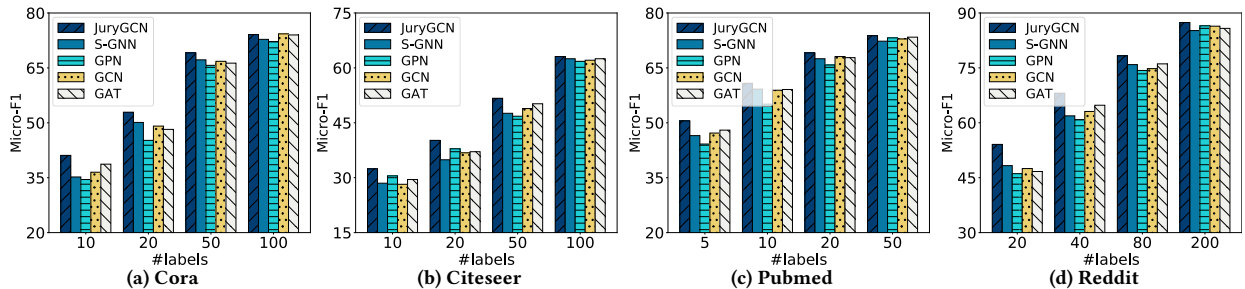 80
65
50
35
20
Micro-F1
JuryGCN
S-GNN
GPN
GCN
GAT
10 20 50 100
#labels
(a) Cora
75
60
45
30
15
Micro-F1
JuryGCN
S-GNN
GPN
GCN
GAT
10 20 50 100
#labels
(b) Citeseer
80
65
50
35
20
Micro-F1
JuryGCN
S-GNN
GPN
GCN
GAT
5 10 20 50
#labels
(c) Pubmed
90
75
60
45
30
Micro-F1
JuryGCN
S-GNN
GPN
GCN
GAT
20 40 80 200
#labels
(d) Reddit